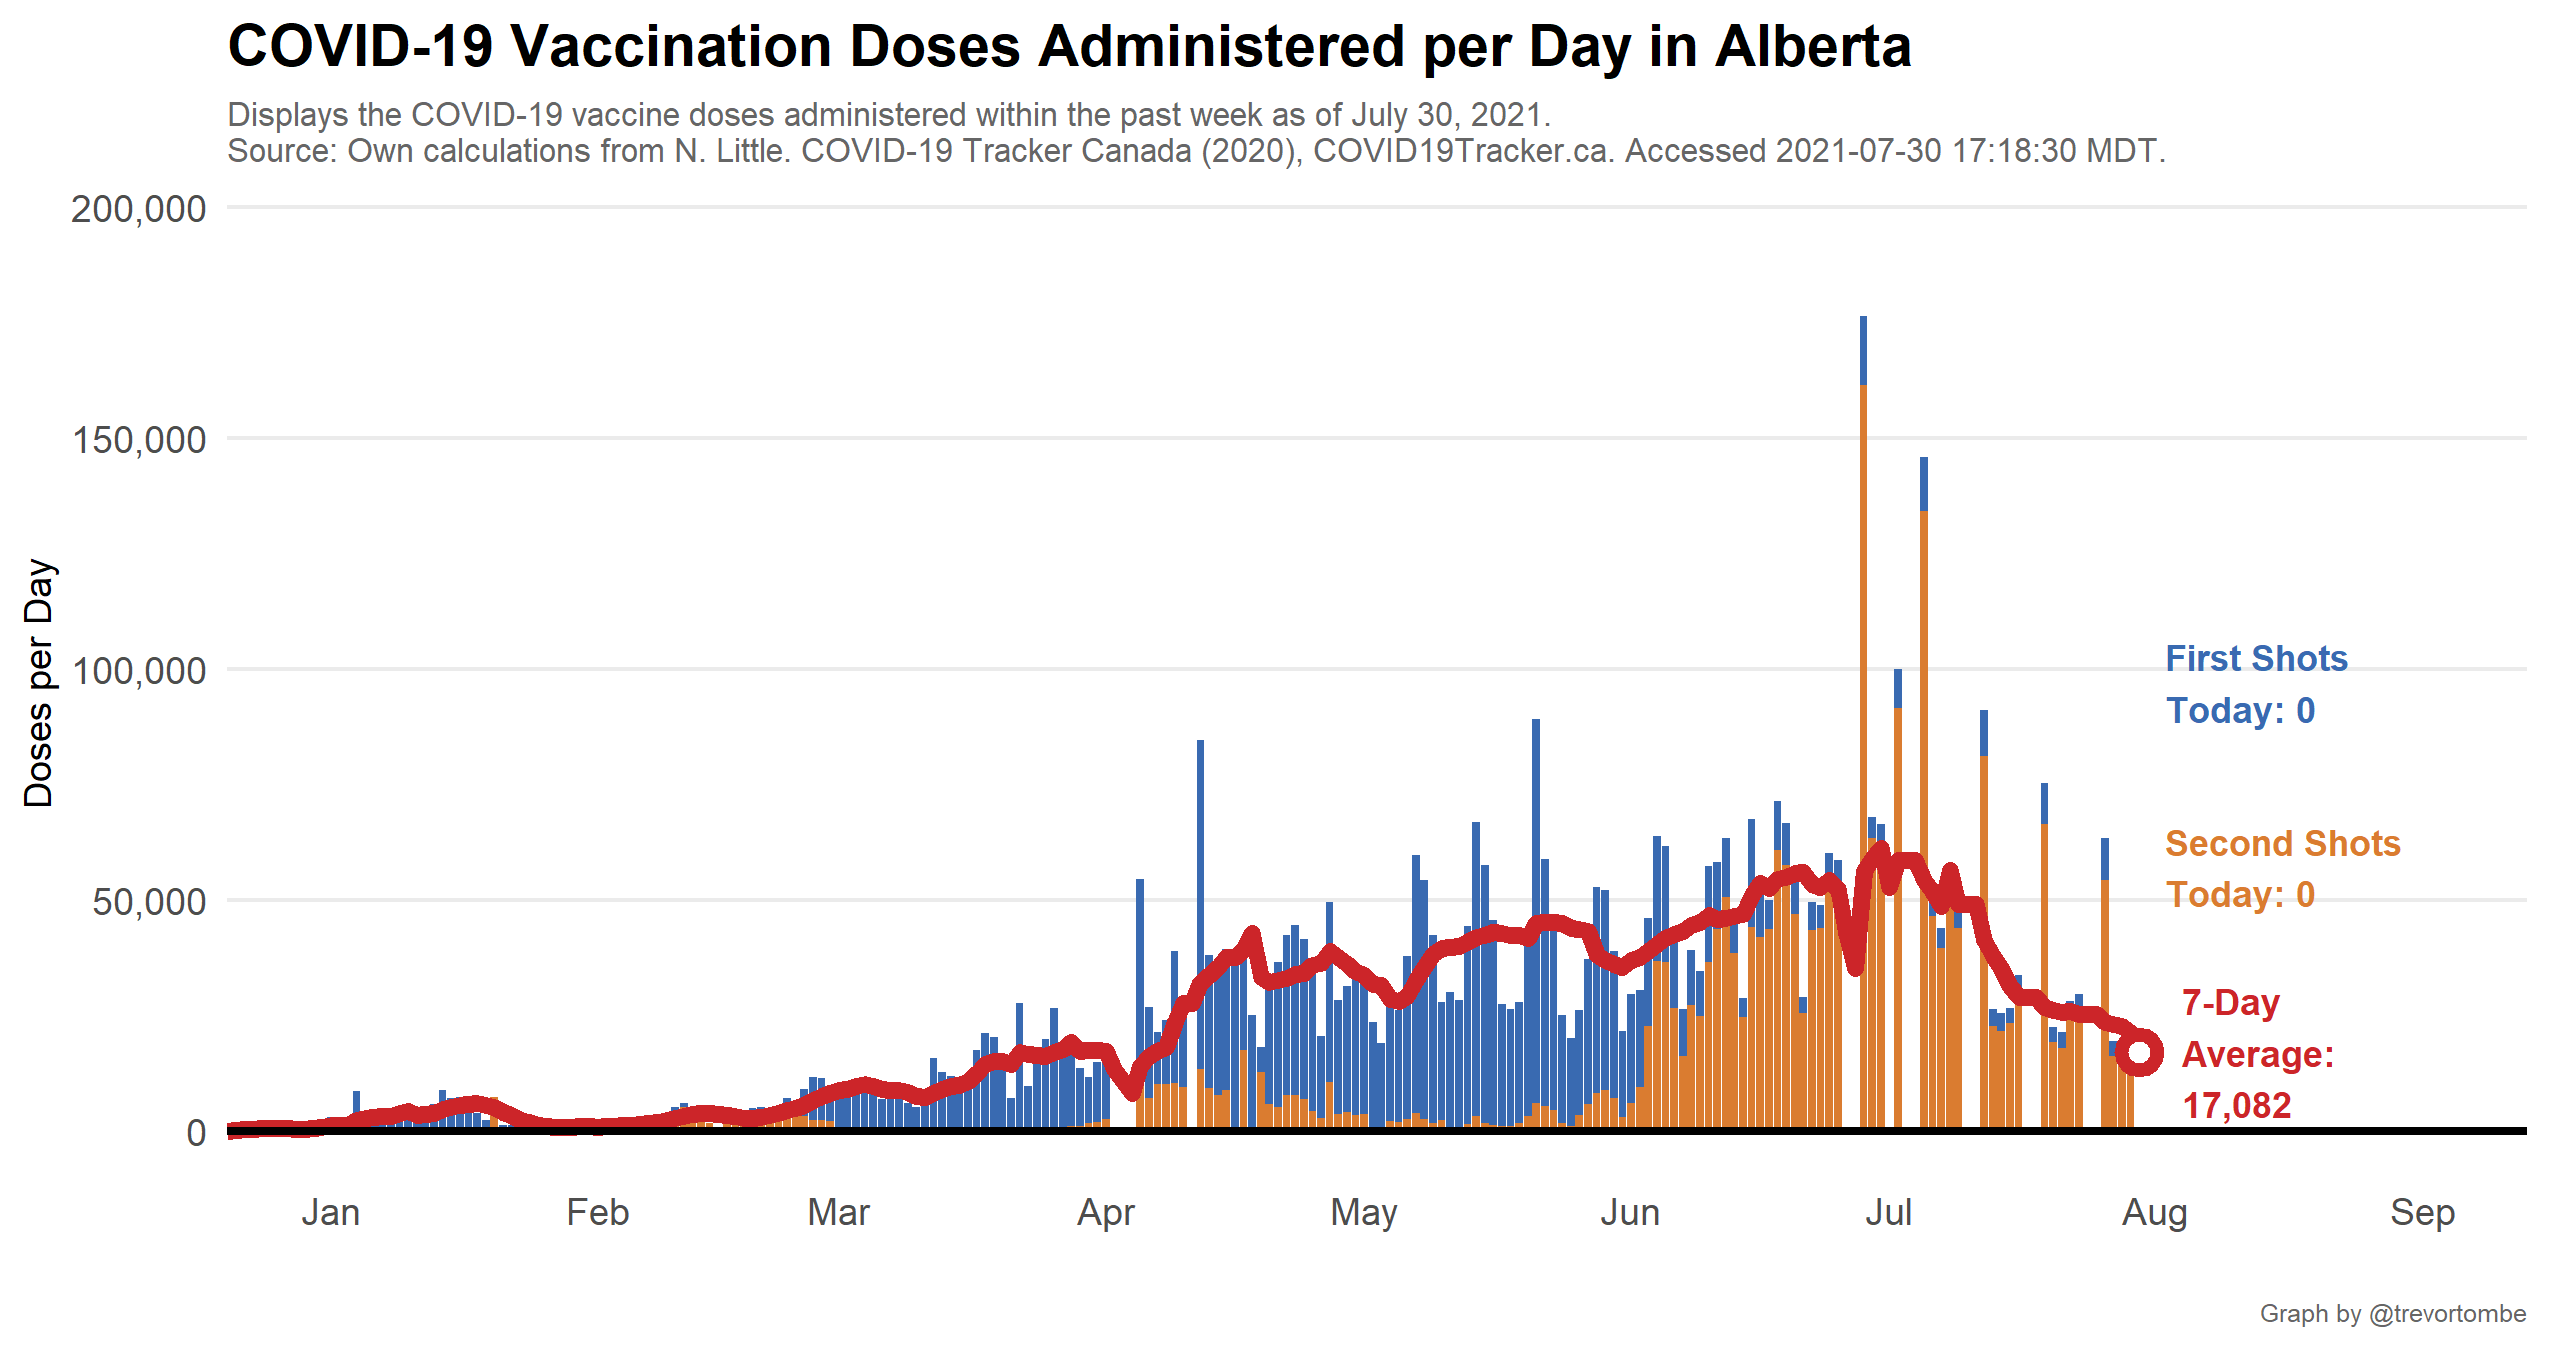 COVID-19 Vaccination Doses Administered per Day in Alberta
Displays the COVID-19 vaccine doses administered within the past week as of July 30, 2021.
Source: Own calculations from N. Little. COVID-19 Tracker Canada (2020), COVID19Tracker.ca. Accessed 2021-07-30 17:18:30 MDT.
200,000
150,000
100,000
50,000
0
Doses per Day
First Shots
Today: 0
Second Shots
Today: 0
7-Day
Average:
17,082
Jan Feb Mar Apr May Jun Jul Aug Sep
Graph by @trevortombe